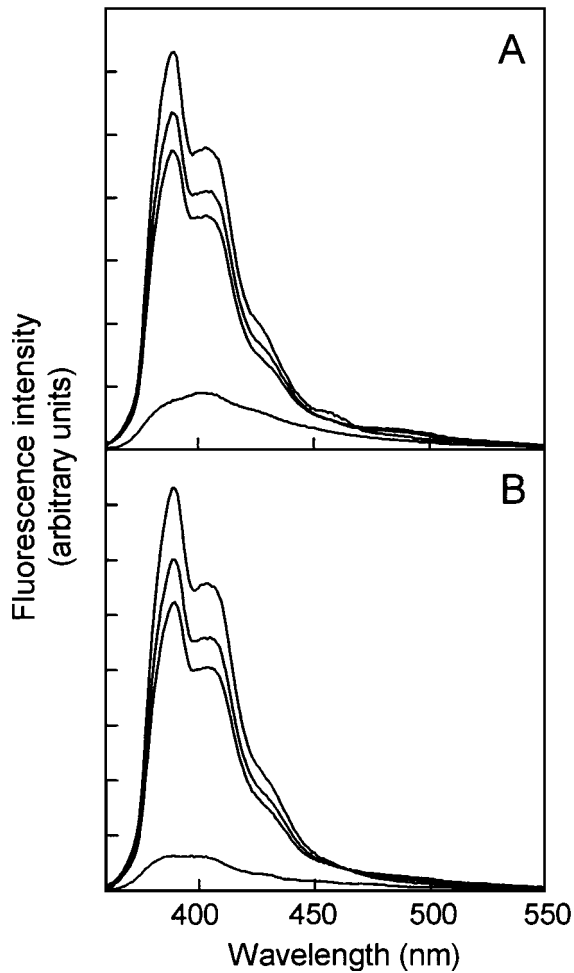 A
B
Fluorescence intensity
(arbitrary units)
400 450 500 550
Wavelength (nm)